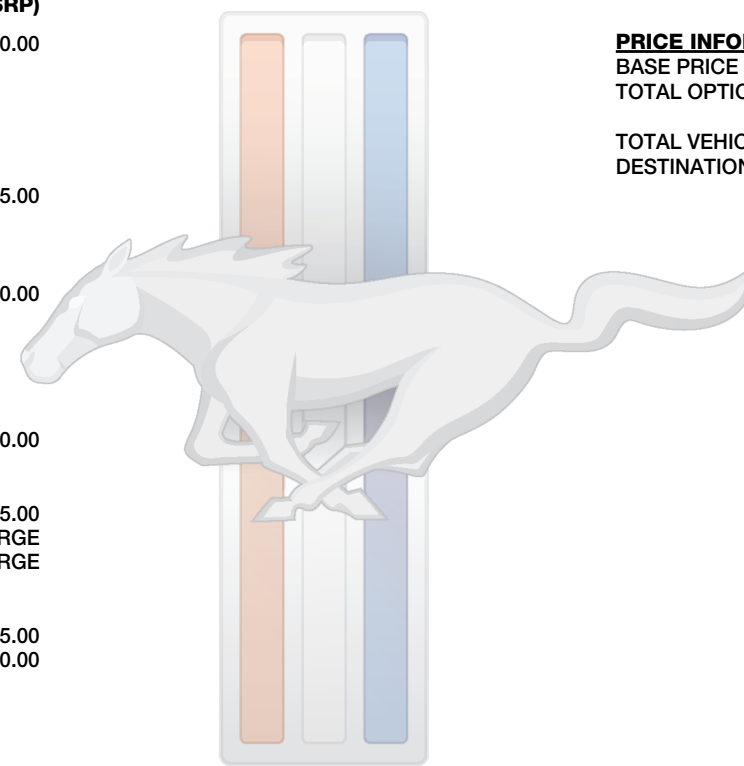 SRP)
0.00
5.00
0.00
0.00
5.00
RGE
RGE
5.00
0.00
PRICE INFO
BASE PRICE
TOTAL OPTIO
TOTAL VEHIC
DESTINATION